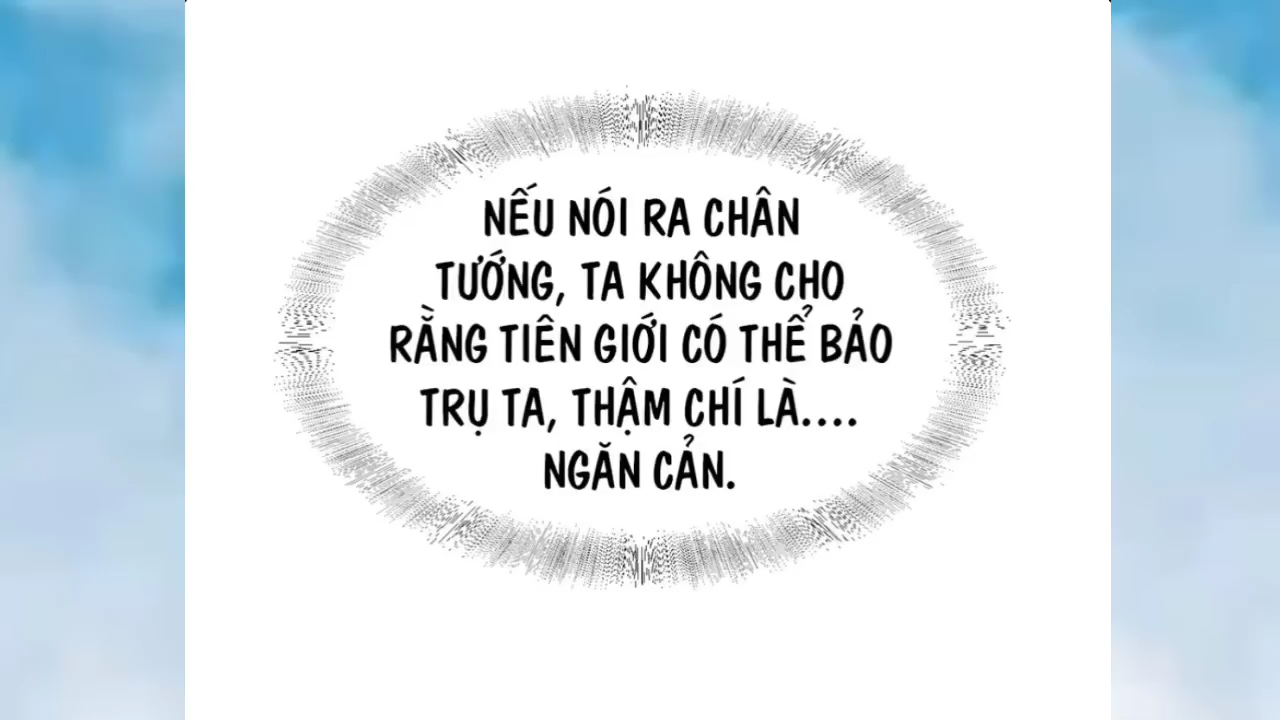 NẾU NÓI RA CHÂN
TƯỚNG, TA KHÔNG CHO
RẰNG TIÊN GIỚI CÓ THỂ BẢO
TRỤ TA, THẬM CHÍ LÀ....
NGĂN CẢN.